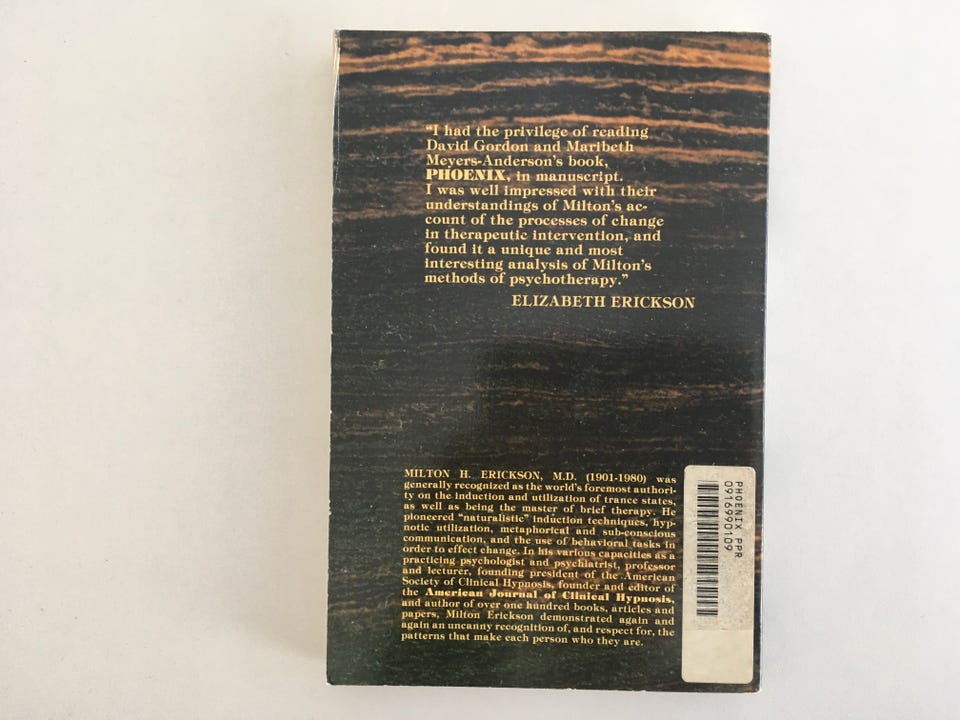 “I had the privilege of reading
David Gordon and Maribeth
Meyers-Anderson’s book,
PHOENIX, in manuscript.
I was well impressed with their
understandings of Milton’s ac-
count of the processes of change
in therapeutic intervention, and
found it a unique and most
interesting analysis of Milton’s
methods of psychotherapy.”
ELIZABETH ERICKSON
MILTON H. ERICKSON, M.D. (1901-1980) was
generally recognized as the world’s foremost authori-
ty on the induction and utilization of trance states,
as well as being the master of brief therapy. He
pioneered “naturalistic” induction techniques, hyp-
notic utilization, metaphorical and sub-conscious
communication, and the use of behavioral tasks in
order to effect change. In his various capacities as a
practicing psychologist and psychiatrist, professor
and lecturer, founding president of the American
Society of Clinical Hypnosis, founder and editor of
the American Journal of Clinical Hypnosis,
and author of over one hundred books, articles and
papers, Milton Erickson demonstrated again and
again an uncanny recognition of, and respect for, the
patterns that make each person who they are.
PHOENIX PPR
0916990109